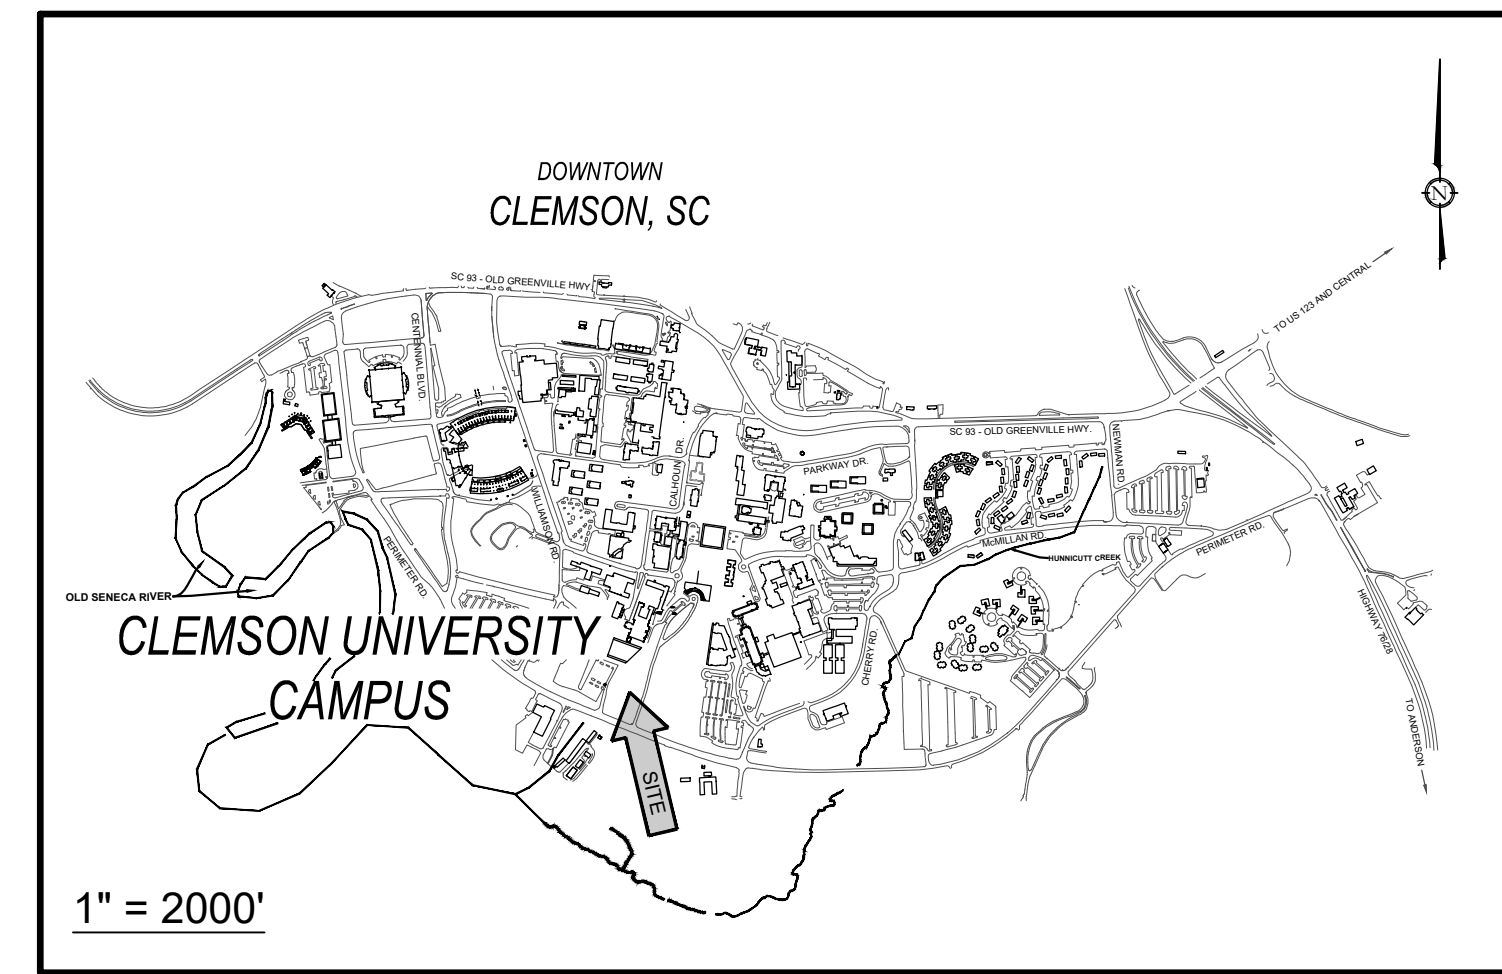 DOWNTOWN
CLEMSON, SC
N
SC 93 - OLD GREENVILLE HWY.
TO US 123 AND CENTRAL
CENTENNIAL BLVD.
SC 93 - OLD GREENVILLE HWY.
NEWMAN RD.
CALHOUN DR.
PARKWAY DR.
WILLIAMSON RD.
McMILLAN RD.
PERIMETER RD.
HUNNICUTT CREEK
PERIMETER RD.
OLD SENECA RIVER
CLEMSON UNIVERSITY
CAMPUS
CHERRY RD.
HIGHWAY 76/28
TO ANDERSON
SITE
1" = 2000'